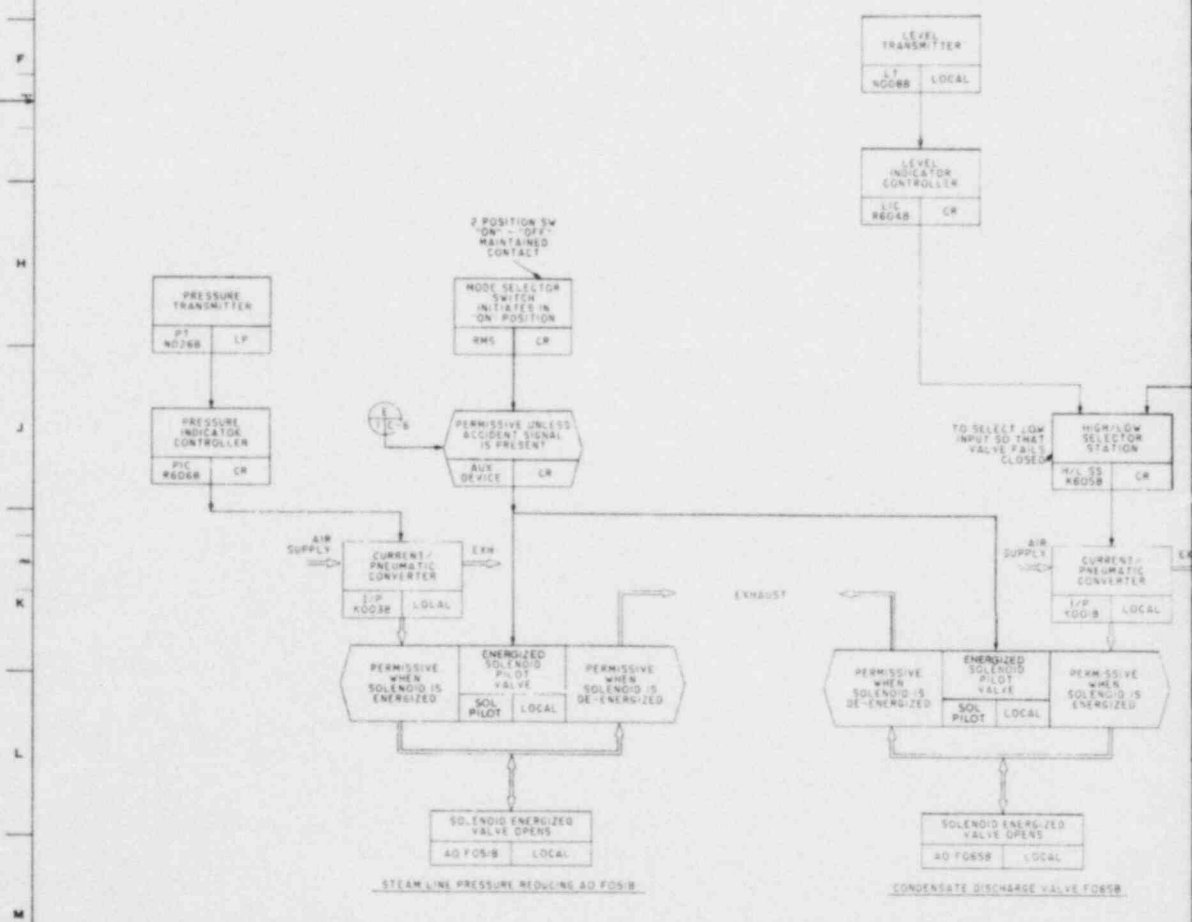 F
H
J
K
L
M
LEVEL
TRANSMITTER
LT
N008B
LOCAL
LEVEL
INDICATOR
CONTROLLER
LIC
R604B
CR
2 POSITION SW
"ON" - "OFF"
MAINTAINED
CONTACT
PRESSURE
TRANSMITTER
PT
N026B
LP
MODE SELECTOR
SWITCH
INITIATES IN
"ON" POSITION
RMS
CR
PRESSURE
INDICATOR
CONTROLLER
PIC
R606B
CR
E
1 C-6
PERMISSIVE UNLESS
ACCIDENT SIGNAL
IS PRESENT
AUX
DEVICE
CR
TO SELECT LOW
INPUT SO THAT
VALVE FAILS
CLOSED
HIGH/LOW
SELECTOR
STATION
H/L SS
K605B
CR
AIR
SUPPLY
CURRENT/
PNEUMATIC
CONVERTER
EXH
I/P
K003B
LOCAL
EXHAUST
AIR
SUPPLY
CURRENT/
PNEUMATIC
CONVERTER
EX
I/P
LOCAL
PERMISSIVE
WHEN
SOLENOID IS
ENERGIZED
ENERGIZED
SOLENOID
PILOT
VALVE
SOL
PILOT
LOCAL
PERMISSIVE
WHEN
SOLENOID IS
DE-ENERGIZED
PERMISSIVE
WHEN
SOLENOID IS
DE-ENERGIZED
ENERGIZED
SOLENOID
PILOT
VALVE
SOL
PILOT
LOCAL
PERMISSIVE
WHEN
SOLENOID IS
ENERGIZED
SOLENOID ENERGIZED
VALVE OPENS
AO F051B
LOCAL
STEAM LINE PRESSURE REDUCING AO F051B
SOLENOID ENERGIZED
VALVE OPENS
AO F065B
LOCAL
CONDENSATE DISCHARGE VALVE F065B